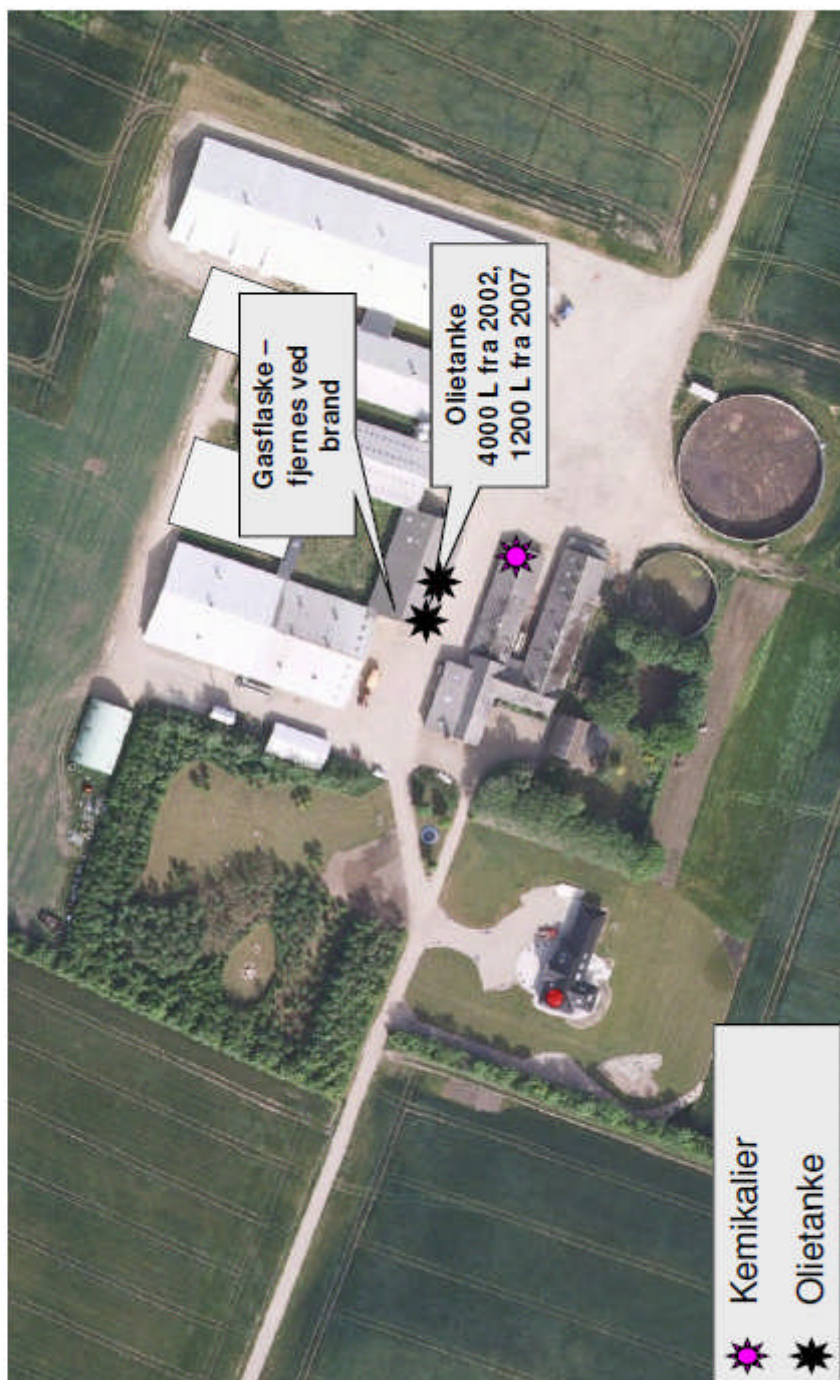 Gasflaske –
fjernes ved
brand
Olietanke
4000 L fra 2002,
1200 L fra 2007
Kemikalier
Olietanke